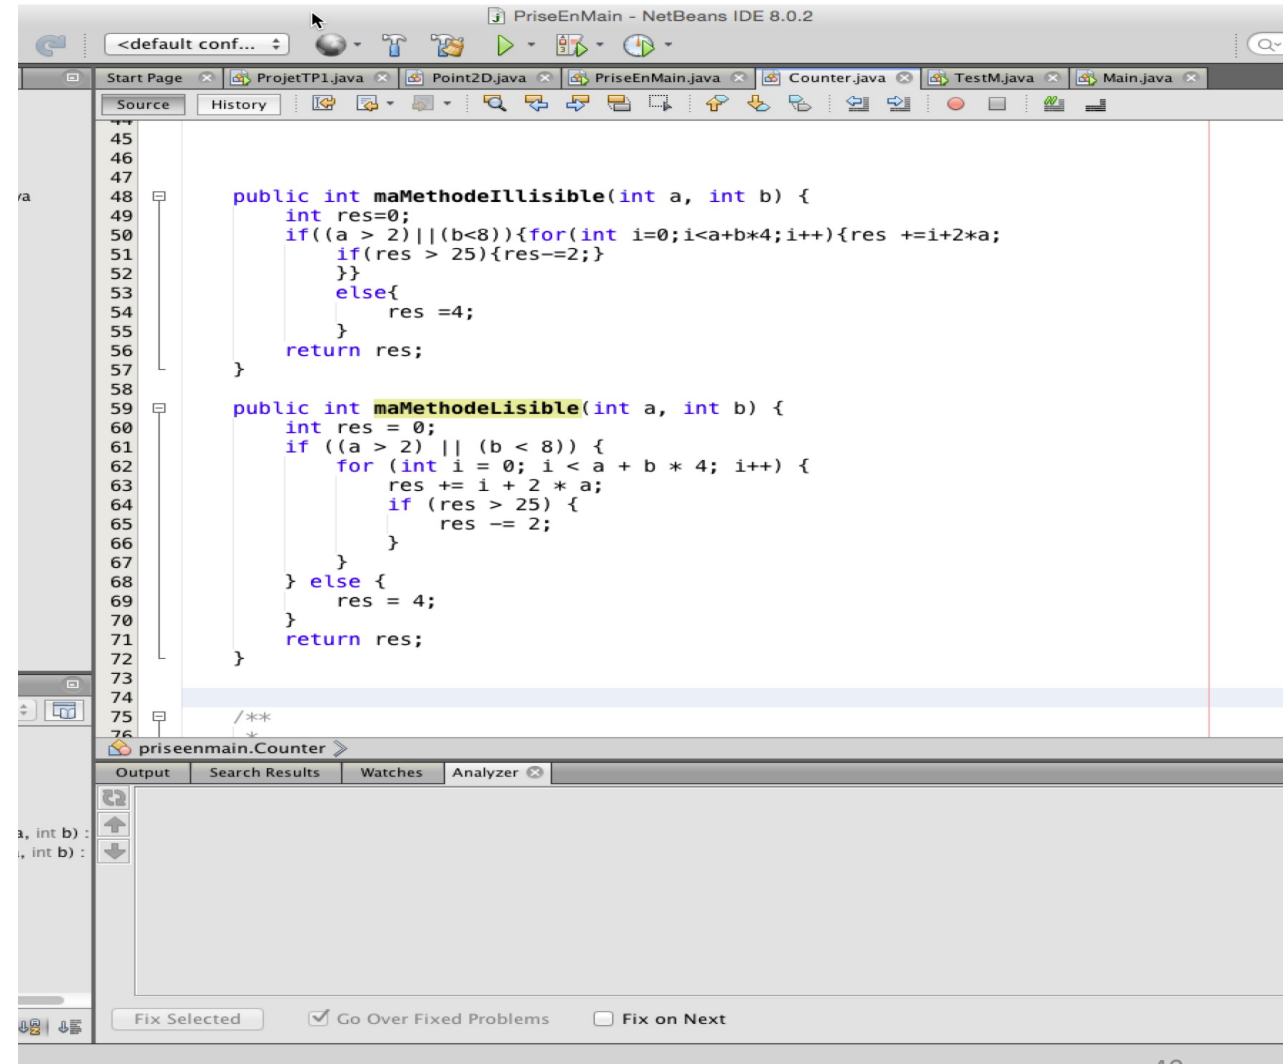 PriseEnMain - NetBeans IDE 8.0.2
<default conf...
Start Page ProjetTP1.java Point2D.java PriseEnMain.java Counter.java TestM.java Main.java
Source History
44
45
46
47
48 public int maMethodeIllisible(int a, int b) {
49 int res=0;
50 if((a > 2)||(b<8)){for(int i=0;i<a+b*4;i++){res +=i+2*a;
51 if(res > 25){res-=2;}
52 }}
53 else{
54 res =4;
55 }
56 return res;
57 }
58
59 public int maMethodeLisible(int a, int b) {
60 int res = 0;
61 if ((a > 2) || (b < 8)) {
62 for (int i = 0; i < a + b * 4; i++) {
63 res += i + 2 * a;
64 if (res > 25) {
65 res -= 2;
66 }
67 }
68 } else {
69 res = 4;
70 }
71 return res;
72 }
73
74
75 /**
76 *
priseenmain.Counter
Output Search Results Watches Analyzer
a, int b) :
, int b) :
Fix Selected Go Over Fixed Problems Fix on Next